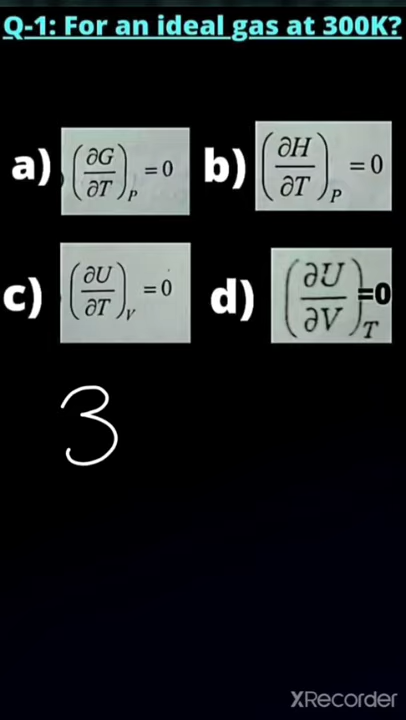 Q-1: For an ideal gas at 300K?
a) (∂G/∂T)_P = 0 b) (∂H/∂T)_P = 0
c) (∂U/∂T)_V = 0 d) (∂U/∂V)_T =0
3
XRecorder